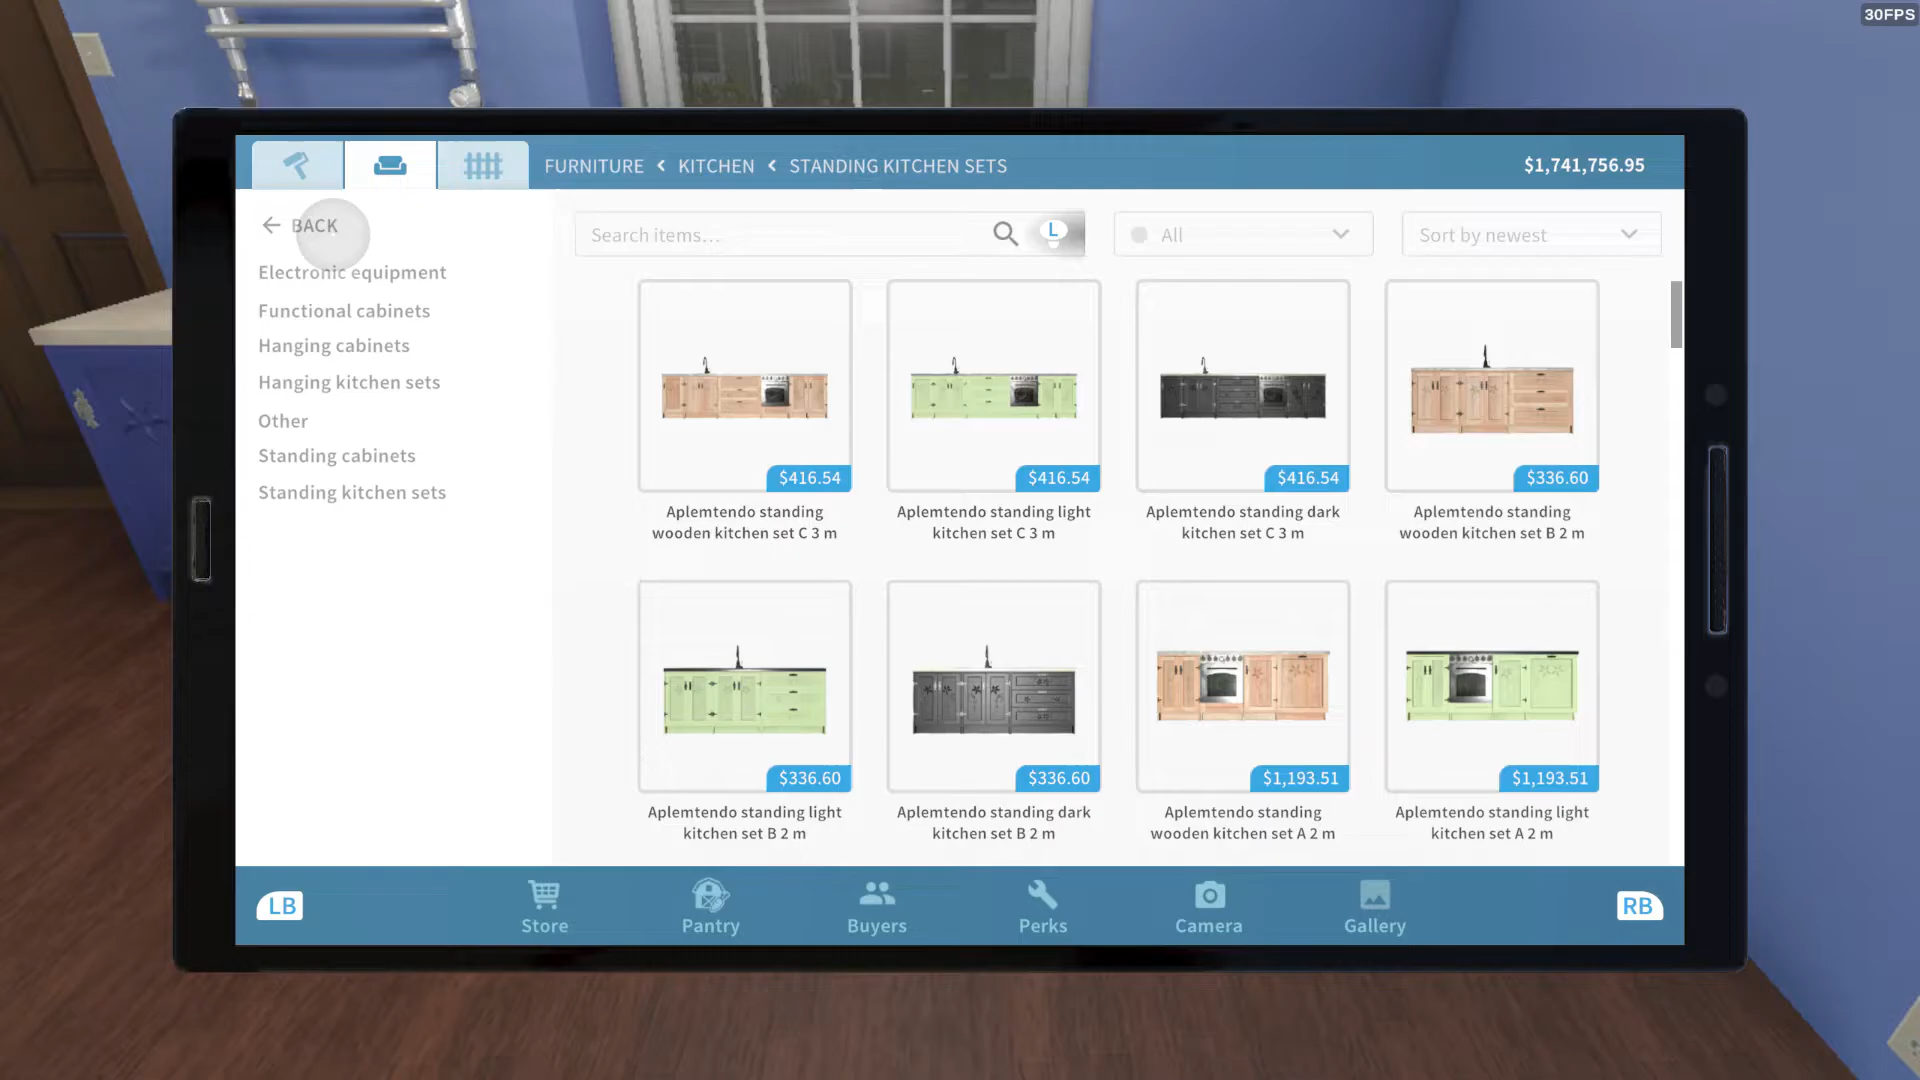 30FPS
FURNITURE < KITCHEN < STANDING KITCHEN SETS
$1,741,756.95
BACK
Search items...
L
All
Sort by newest
Electronic equipment
Functional cabinets
Hanging cabinets
Hanging kitchen sets
Other
Standing cabinets
Standing kitchen sets
$416.54
$416.54
$416.54
$336.60
Aplemtendo standing
wooden kitchen set C 3 m
Aplemtendo standing light
kitchen set C 3 m
Aplemtendo standing dark
kitchen set C 3 m
Aplemtendo standing
wooden kitchen set B 2 m
$336.60
$336.60
$1,193.51
$1,193.51
Aplemtendo standing light
kitchen set B 2 m
Aplemtendo standing dark
kitchen set B 2 m
Aplemtendo standing
wooden kitchen set A 2 m
Aplemtendo standing light
kitchen set A 2 m
LB
Store
Pantry
Buyers
Perks
Camera
Gallery
RB